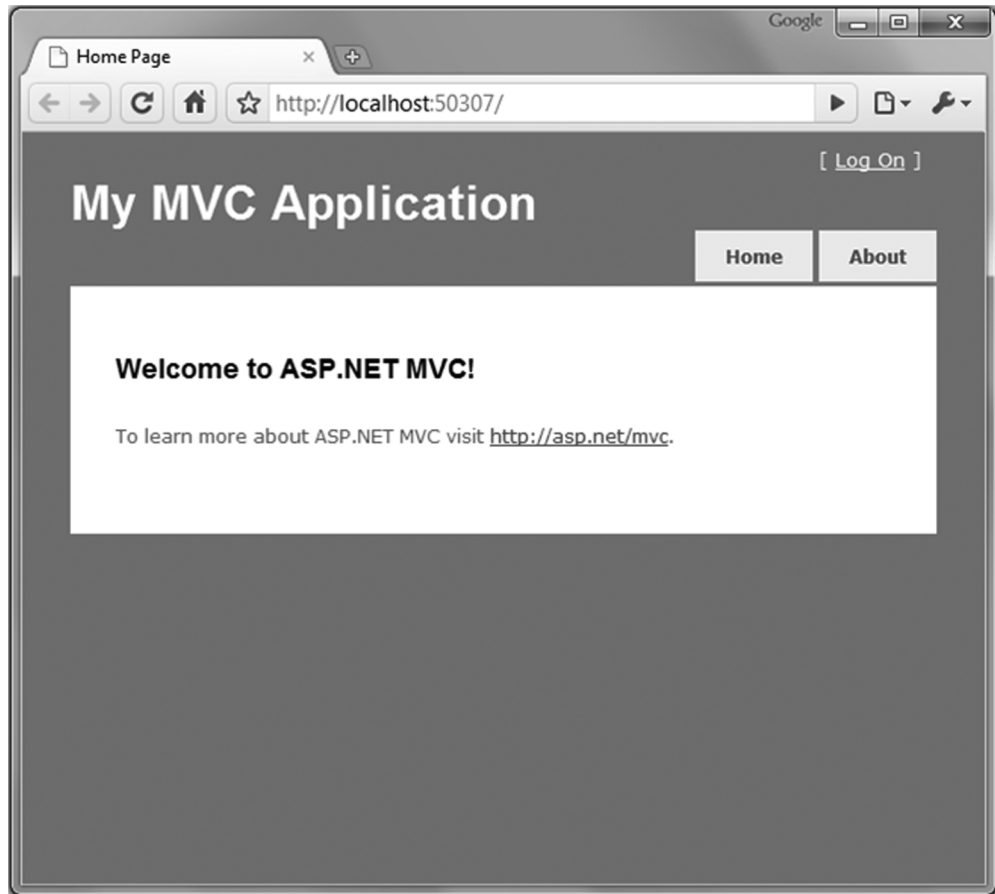 Google
Home Page
http://localhost:50307/
[ Log On ]
My MVC Application
Home About
Welcome to ASP.NET MVC!
To learn more about ASP.NET MVC visit http://asp.net/mvc.